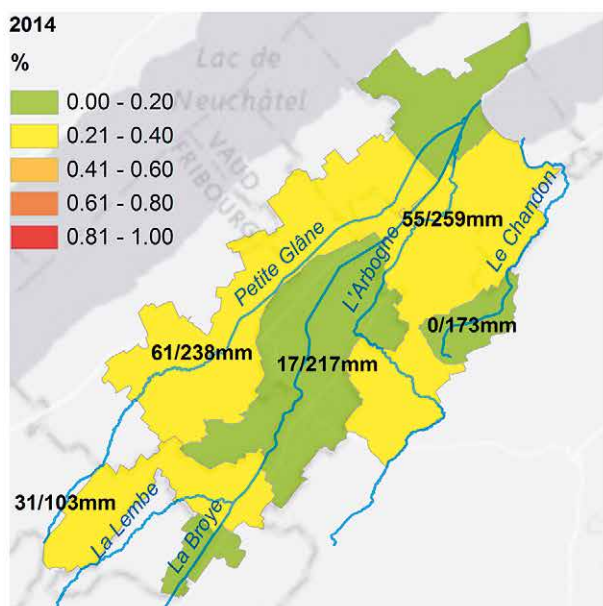 2014
%
0.00 - 0.20
0.21 - 0.40
0.41 - 0.60
0.61 - 0.80
0.81 - 1.00
Lac de
Neuchâtel
VAUD
FRIBOURG
Petite Glâne
L'Arbogne
Le Chandon
55/259mm
0/173mm
61/238mm
17/217mm
31/103mm
La Lembe
La Broye